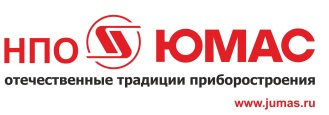 НПО ЮМАС
отечественные традиции приборостроения
www.jumas.ru